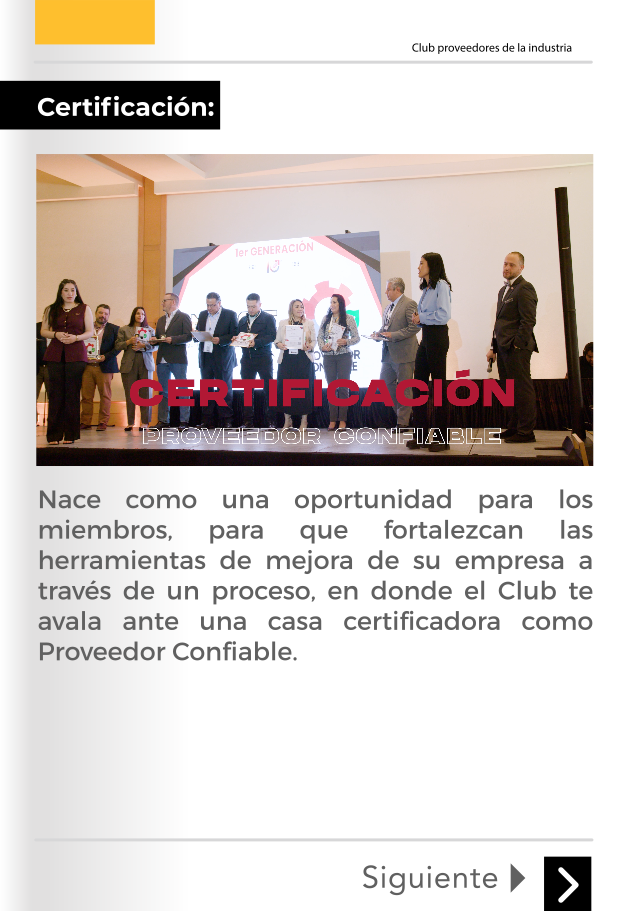 Club proveedores de la industria
Certificación:
1er GENERACIÓN
CERTIFICACIÓN
PROVEEDOR CONFIABLE
Nace como una oportunidad para los
miembros, para que fortalezcan las
herramientas de mejora de su empresa a
través de un proceso, en donde el Club te
avala ante una casa certificadora como
Proveedor Confiable.
Siguiente